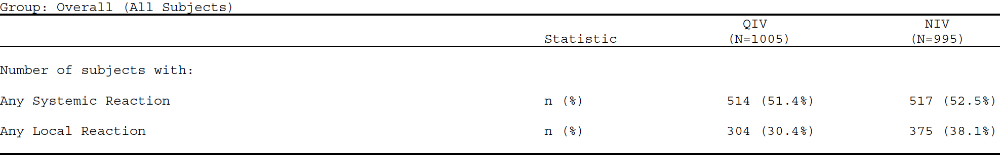 Group: Overall (All Subjects)
QIV NIV
Statistic (N=1005) (N=995)
Number of subjects with:
Any Systemic Reaction n (%) 514 (51.4%) 517 (52.5%)
Any Local Reaction n (%) 304 (30.4%) 375 (38.1%)